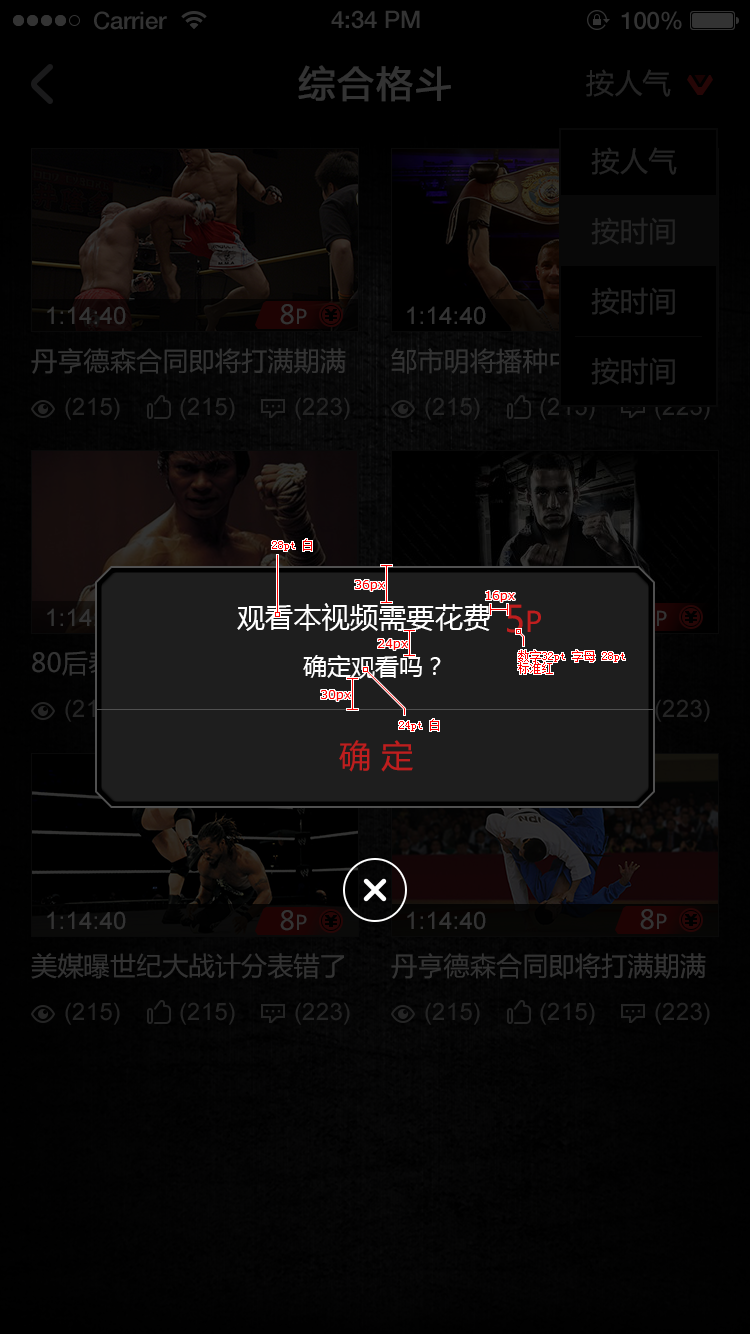 Carrier 4:34 PM 100%
综合格斗 按人气
按人气
按时间
按时间
按时间
1:14:40 8P
1:14:40
丹亨德森合同即将打满期满
邹市明将播种
(215) (215) (223)
(215) (215) (223)
28pt 白
36px
16px
观看本视频需要花费 5P
24px
数字32pt 字母 28pt
标准红
确定观看吗？
30px
24pt 白
1:14
P
80后
(21
(223)
确 定
1:14:40 8P
1:14:40 8P
美媒曝世纪大战计分表错了
丹亨德森合同即将打满期满
(215) (215) (223)
(215) (215) (223)